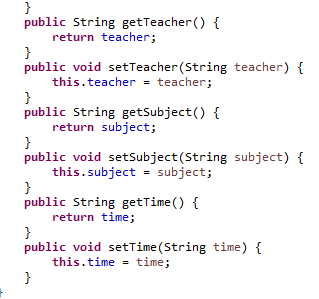 }
public String getTeacher() {
return teacher;
}
public void setTeacher(String teacher) {
this.teacher = teacher;
}
public String getSubject() {
return subject;
}
public void setSubject(String subject) {
this.subject = subject;
}
public String getTime() {
return time;
}
public void setTime(String time) {
this.time = time;
}
}